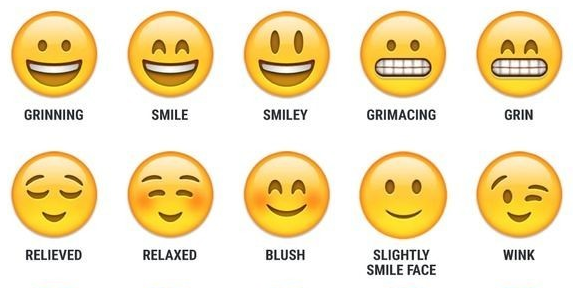 GRINNING
SMILE
SMILEY
GRIMACING
GRIN
RELIEVED
RELAXED
BLUSH
SLIGHTLY
SMILE FACE
WINK